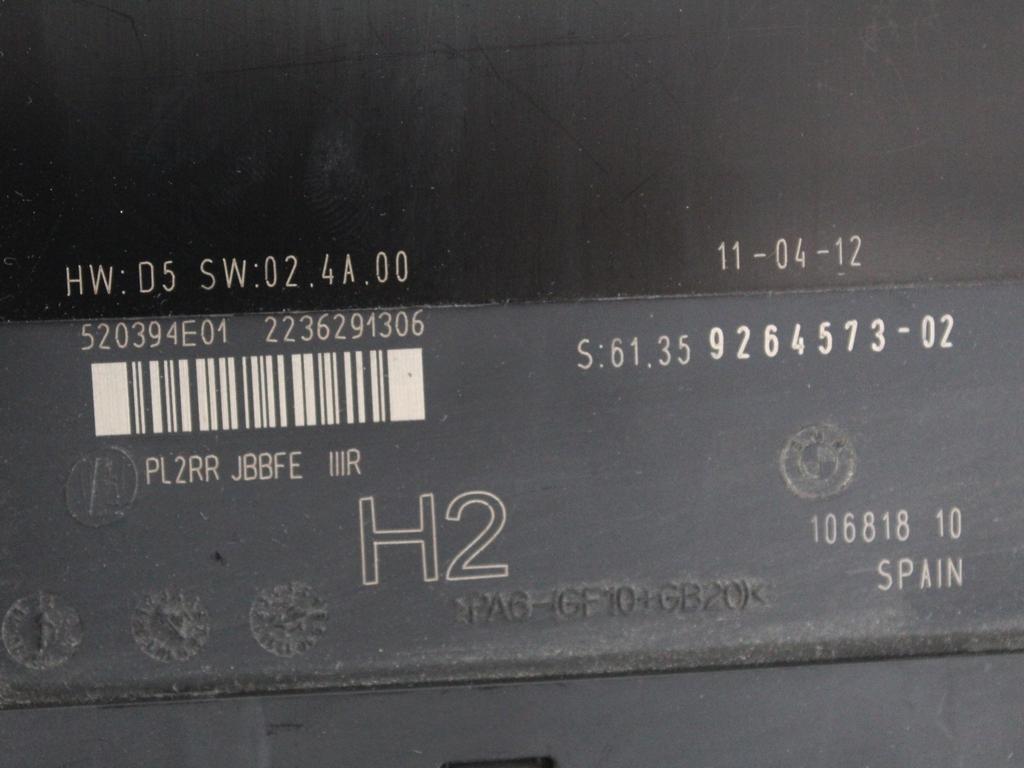 HW: D5 SW:02.4A.00
11-04-12
520394E01 2236291306
S:61.35 9264573-02
PL2RR JBBFE IIIR
H2
106818 10
SPAIN
>PA6-(GF10+GB20)<